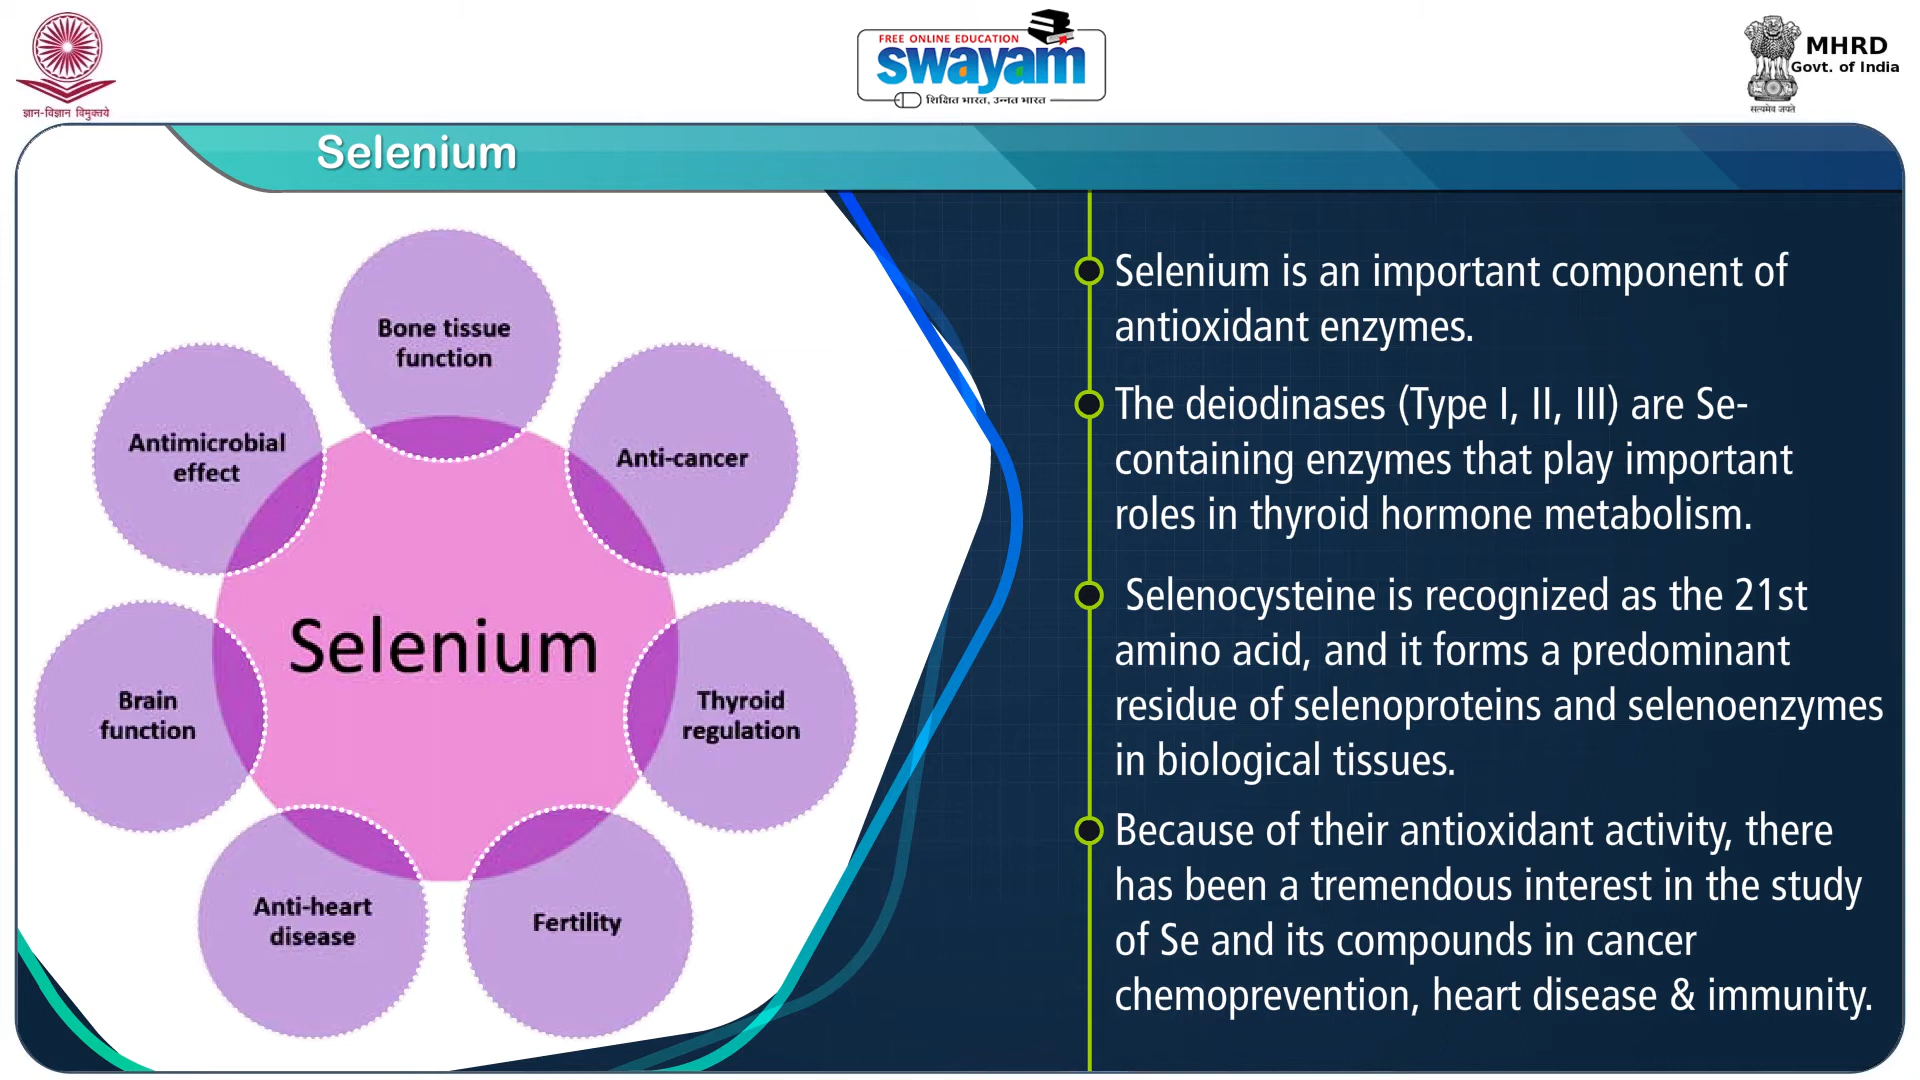 ज्ञान-विज्ञान विमुक्तये
FREE ONLINE EDUCATION
swayam
शिक्षित भारत, उन्नत भारत
MHRD
Govt. of India
सत्यमेव जयते
Selenium
Bone tissue
function
Antimicrobial
effect
Anti-cancer
Selenium
Brain
function
Thyroid
regulation
Anti-heart
disease
Fertility
Selenium is an important component of
antioxidant enzymes.
The deiodinases (Type I, II, III) are Se-
containing enzymes that play important
roles in thyroid hormone metabolism.
Selenocysteine is recognized as the 21st
amino acid, and it forms a predominant
residue of selenoproteins and selenoenzymes
in biological tissues.
Because of their antioxidant activity, there
has been a tremendous interest in the study
of Se and its compounds in cancer
chemoprevention, heart disease & immunity.